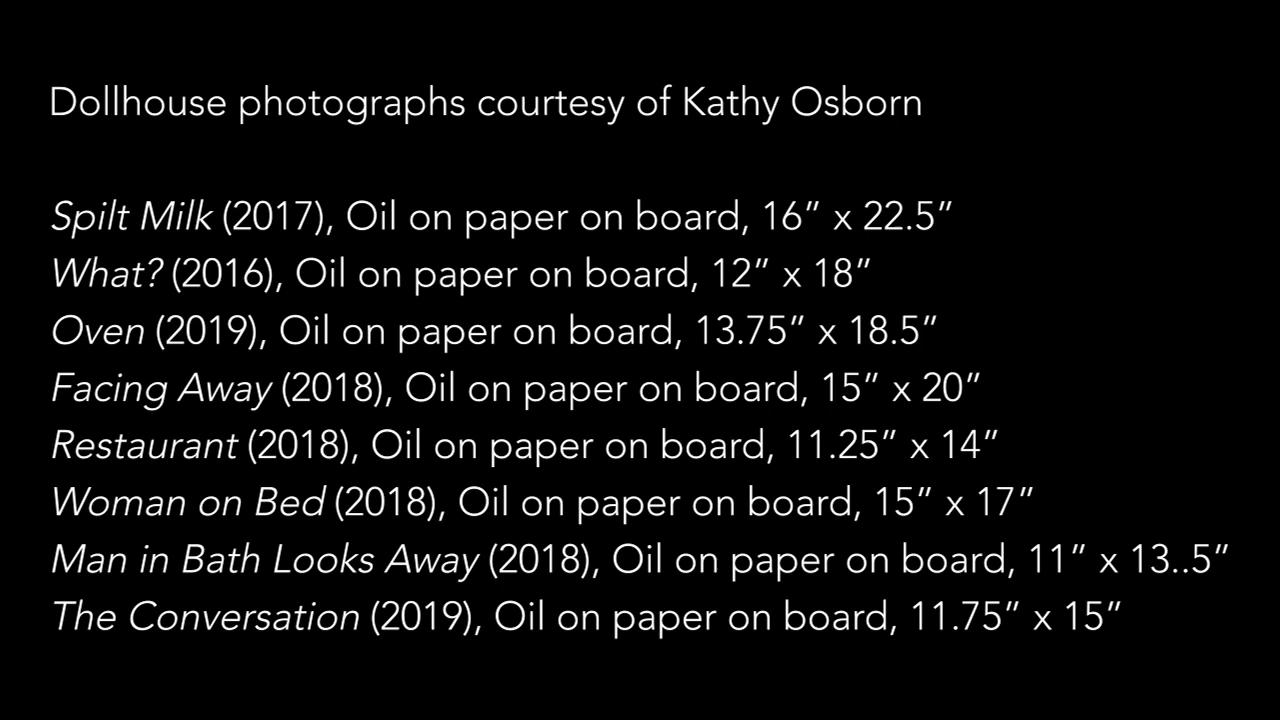 Dollhouse photographs courtesy of Kathy Osborn
Spilt Milk (2017), Oil on paper on board, 16” x 22.5”
What? (2016), Oil on paper on board, 12” x 18”
Oven (2019), Oil on paper on board, 13.75” x 18.5”
Facing Away (2018), Oil on paper on board, 15” x 20”
Restaurant (2018), Oil on paper on board, 11.25” x 14”
Woman on Bed (2018), Oil on paper on board, 15” x 17”
Man in Bath Looks Away (2018), Oil on paper on board, 11” x 13..5”
The Conversation (2019), Oil on paper on board, 11.75” x 15”